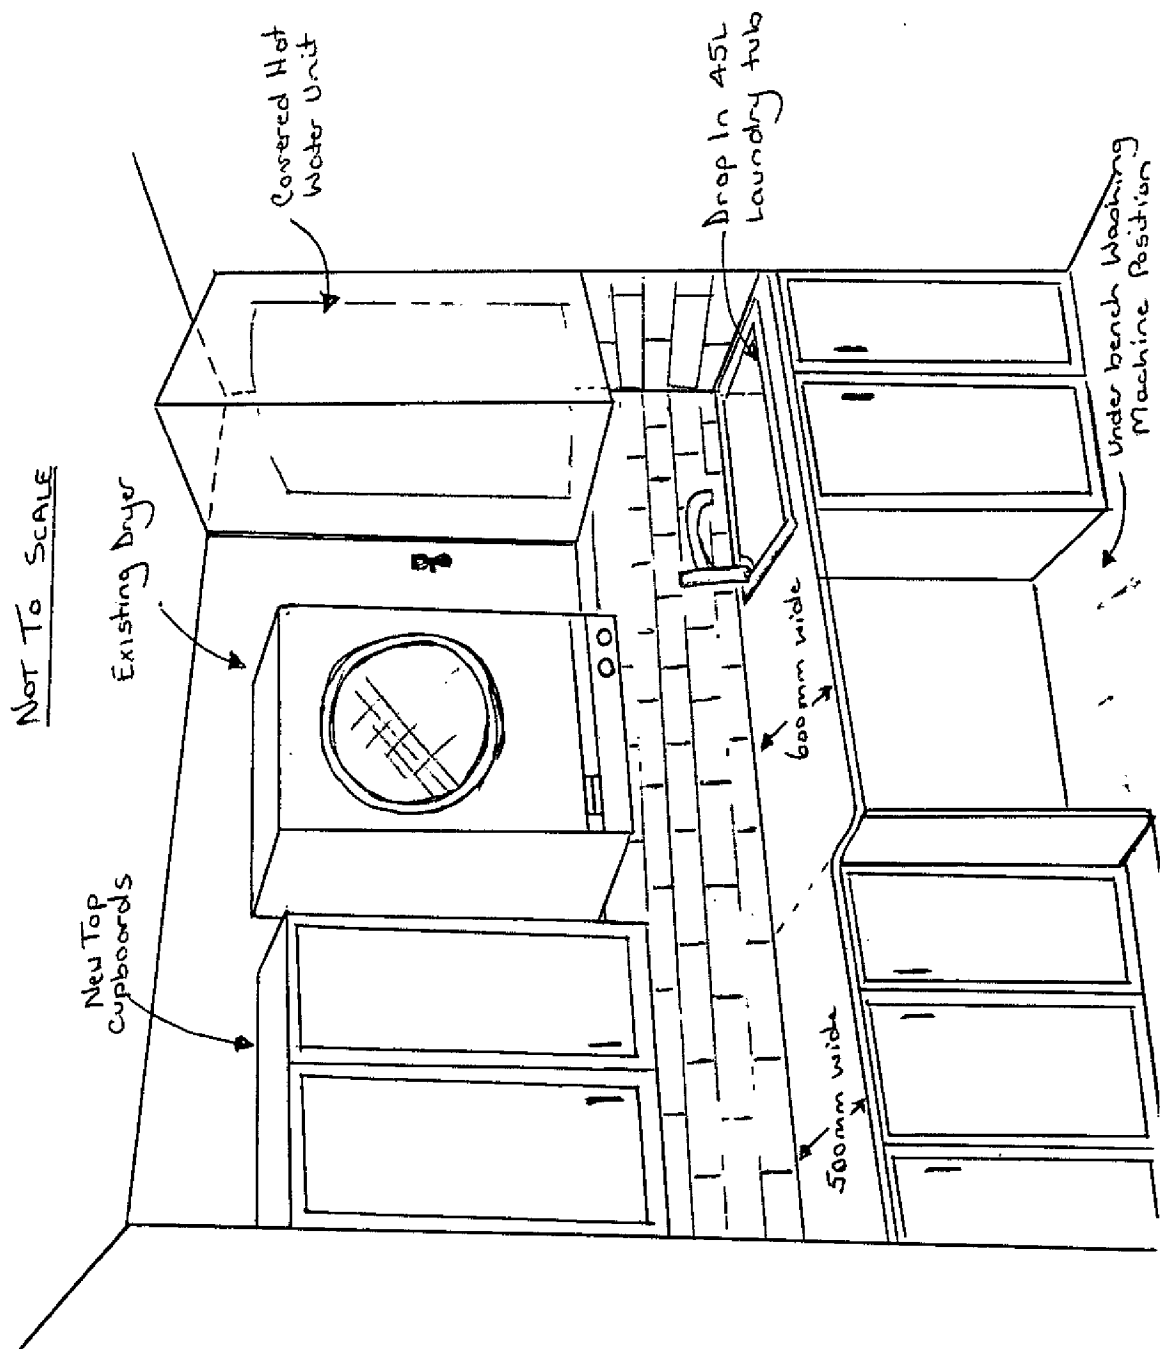 NOT TO SCALE
New Top
Cupboards
Existing Dryer
Covered Hot
Water Unit
Drop In 45L
Laundry tub
600mm wide
500mm wide
Under bench Washing
Machine Position